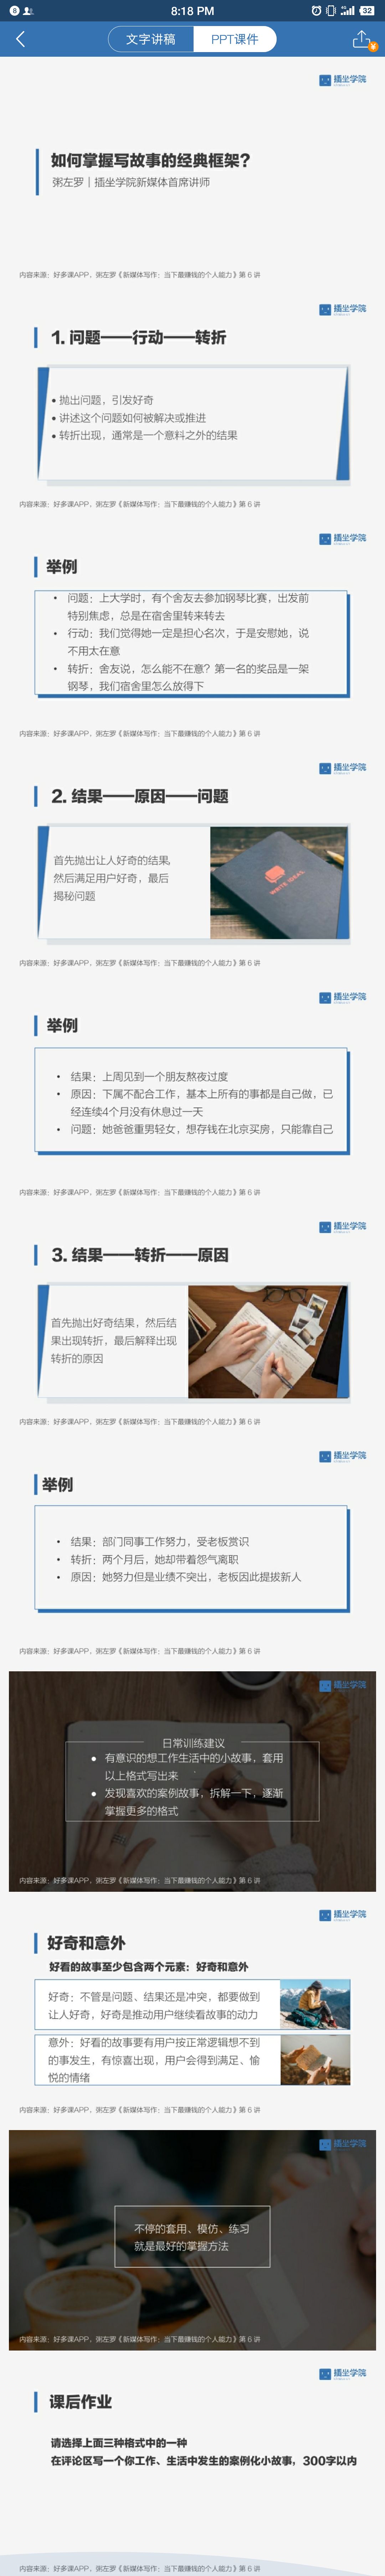 8:18 PM
32
文字讲稿
PPT课件
插坐学院
如何掌握写故事的经典框架?
粥左罗｜插坐学院新媒体首席讲师
内容来源：好多课APP，粥左罗《新媒体写作：当下最赚钱的个人能力》第 6 讲
插坐学院
1. 问题——行动——转折
• 抛出问题，引发好奇
• 讲述这个问题如何被解决或推进
• 转折出现，通常是一个意料之外的结果
内容来源：好多课APP，粥左罗《新媒体写作：当下最赚钱的个人能力》第 6 讲
插坐学院
举例
• 问题：上大学时，有个舍友去参加钢琴比赛，出发前
特别焦虑，总是在宿舍里转来转去
• 行动：我们觉得她一定是担心名次，于是安慰她，说
不用太在意
• 转折：舍友说，怎么能不在意？第一名的奖品是一架
钢琴，我们宿舍里怎么放得下
内容来源：好多课APP，粥左罗《新媒体写作：当下最赚钱的个人能力》第 6 讲
插坐学院
2. 结果——原因——问题
首先抛出让人好奇的结果，
然后满足用户好奇，最后
揭秘问题
WRITE IDEAL
内容来源：好多课APP，粥左罗《新媒体写作：当下最赚钱的个人能力》第 6 讲
插坐学院
举例
• 结果：上周见到一个朋友熬夜过度
• 原因：下属不配合工作，基本上所有的事都是自己做，已
经连续4个月没有休息过一天
• 问题：她爸爸重男轻女，想存钱在北京买房，只能靠自己
内容来源：好多课APP，粥左罗《新媒体写作：当下最赚钱的个人能力》第 6 讲
插坐学院
3. 结果——转折——原因
首先抛出好奇结果，然后结
果出现转折，最后解释出现
转折的原因
内容来源：好多课APP，粥左罗《新媒体写作：当下最赚钱的个人能力》第 6 讲
插坐学院
举例
• 结果：部门同事工作努力，受老板赏识
• 转折：两个月后，她却带着怨气离职
• 原因：她努力但是业绩不突出，老板因此提拔新人
内容来源：好多课APP，粥左罗《新媒体写作：当下最赚钱的个人能力》第 6 讲
插坐学院
日常训练建议
● 有意识的想工作生活中的小故事，套用
以上格式写出来
● 发现喜欢的案例故事，拆解一下，逐渐
掌握更多的格式
内容来源：好多课APP，粥左罗《新媒体写作：当下最赚钱的个人能力》第 6 讲
插坐学院
好奇和意外
好看的故事至少包含两个元素：好奇和意外
好奇：不管是问题、结果还是冲突，都要做到
让人好奇，好奇是推动用户继续看故事的动力
意外：好看的故事要有用户按正常逻辑想不到
的事发生，有惊喜出现，用户会得到满足、愉
悦的情绪
内容来源：好多课APP，粥左罗《新媒体写作：当下最赚钱的个人能力》第 6 讲
插坐学院
不停的套用、模仿、练习
就是最好的掌握方法
内容来源：好多课APP，粥左罗《新媒体写作：当下最赚钱的个人能力》第 6 讲
插坐学院
课后作业
请选择上面三种格式中的一种
在评论区写一个你工作、生活中发生的案例化小故事，300字以内
内容来源：好多课APP，粥左罗《新媒体写作：当下最赚钱的个人能力》第 6 讲